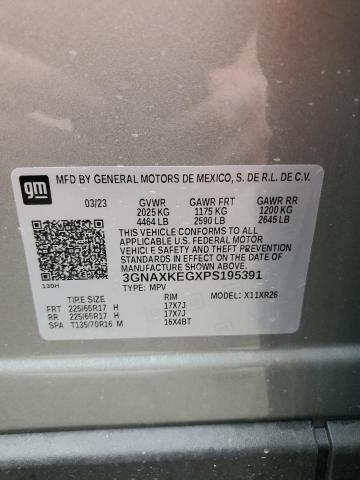 gm
MFD BY GENERAL MOTORS DE MEXICO, S. DE R.L. DE C.V.
03/23 GVWR GAWR FRT GAWR RR
2025 KG 1175 KG 1200 KG
4464 LB 2590 LB 2645 LB
THIS VEHICLE CONFORMS TO ALL
APPLICABLE U.S. FEDERAL MOTOR
VEHICLE SAFETY AND THEFT PREVENTION
STANDARDS IN EFFECT ON THE DATE OF
MANUFACTURE SHOWN ABOVE.
3GNAXKEGXPS195391
TYPE: MPV
130H
TIRE SIZE RIM MODEL: X11XR26
FRT 225/65R17 H 17X7J
RR 225/65R17 H 17X7J
SPA T135/70R16 M 16X4BT